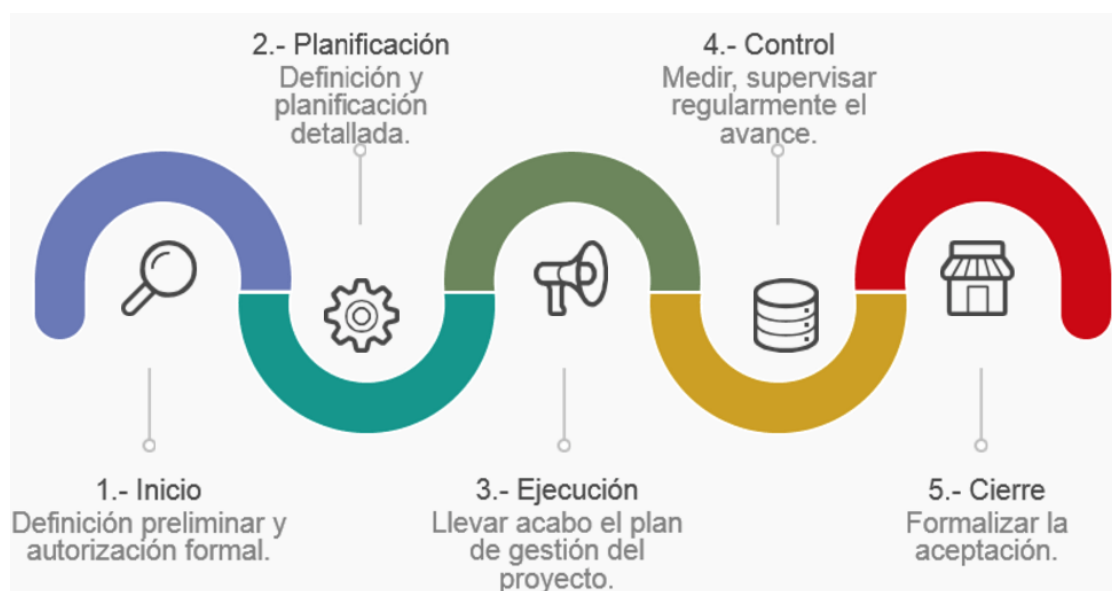 1.- Inicio
Definición preliminar y
autorización formal.
2.- Planificación
Definición y
planificación
detallada.
3.- Ejecución
Llevar acabo el plan
de gestión del
proyecto.
4.- Control
Medir, supervisar
regularmente el
avance.
5.- Cierre
Formalizar la
aceptación.